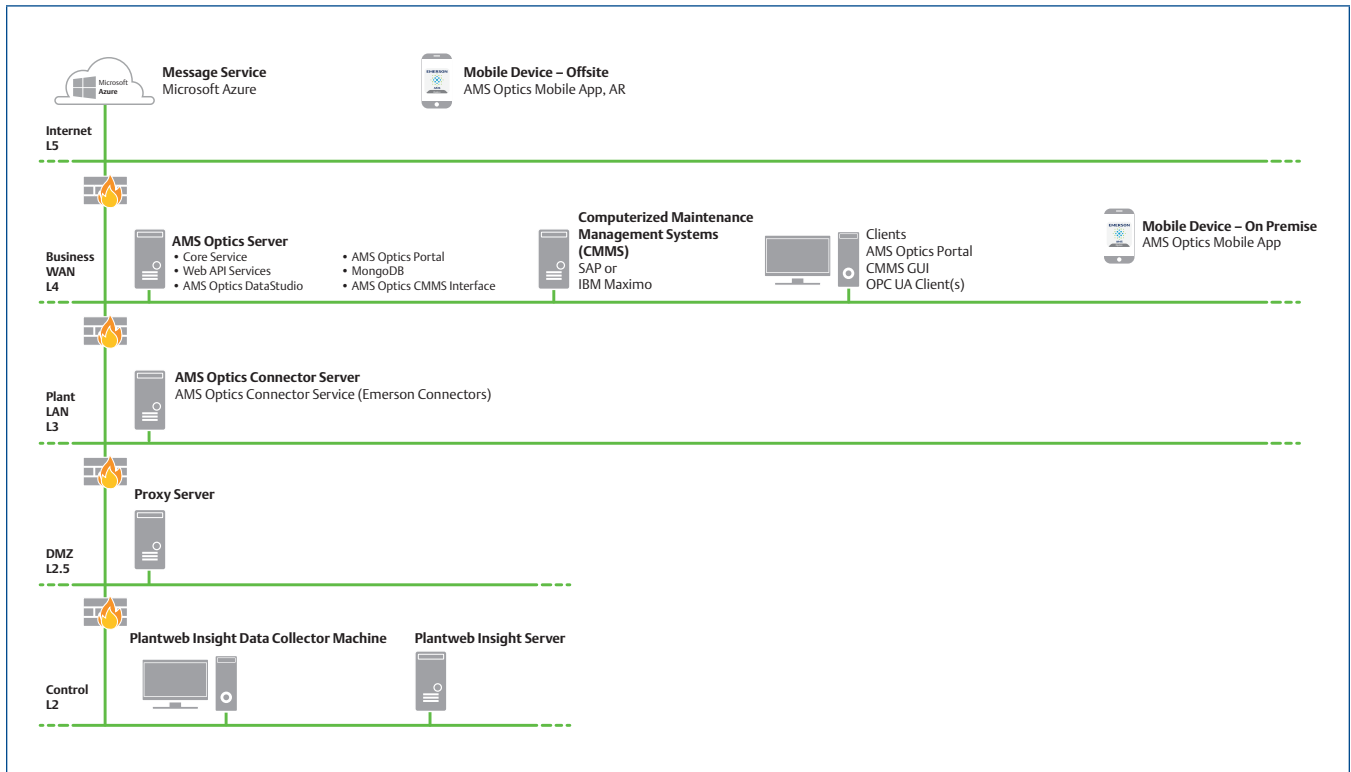 Microsoft
Azure
Message Service
Microsoft Azure
EMERSON
Mobile Device – Offsite
AMS Optics Mobile App, AR
Internet
L5
Business
WAN
L4
AMS Optics Server
• Core Service
• Web API Services
• AMS Optics DataStudio
• AMS Optics Portal
• MongoDB
• AMS Optics CMMS Interface
Computerized Maintenance
Management Systems
(CMMS)
SAP or
IBM Maximo
Clients
AMS Optics Portal
CMMS GUI
OPC UA Client(s)
EMERSON
Mobile Device – On Premise
AMS Optics Mobile App
Plant
LAN
L3
AMS Optics Connector Server
AMS Optics Connector Service (Emerson Connectors)
Proxy Server
DMZ
L2.5
Plantweb Insight Data Collector Machine
Plantweb Insight Server
Control
L2